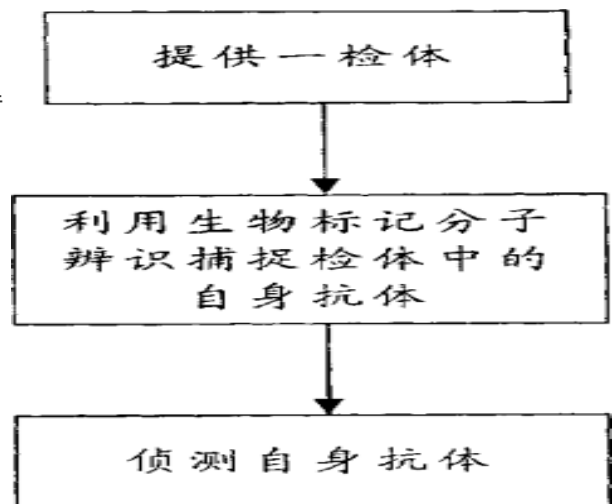 提供一检体
利用生物标记分子
辨识捕捉检体中的
自身抗体
侦测自身抗体